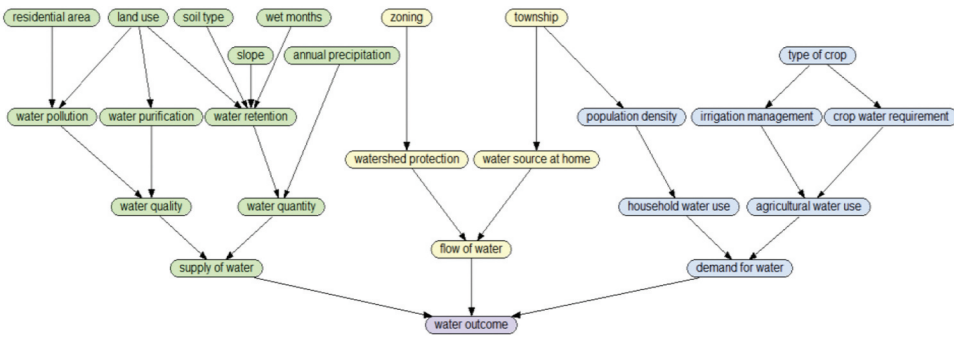 residential area
land use
soil type
wet months
zoning
township
slope
annual precipitation
type of crop
water pollution
water purification
water retention
population density
irrigation management
crop water requirement
watershed protection
water source at home
water quality
water quantity
household water use
agricultural water use
flow of water
supply of water
demand for water
water outcome